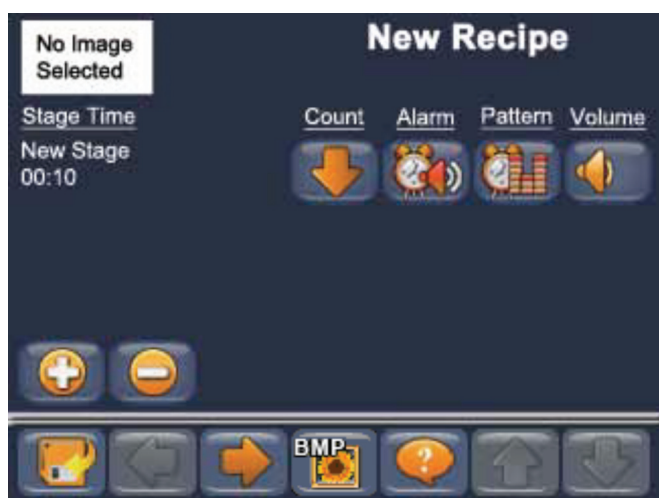 No Image
Selected
New Recipe
Stage Time
Count
Alarm
Pattern
Volume
New Stage
00:10
BMP
?